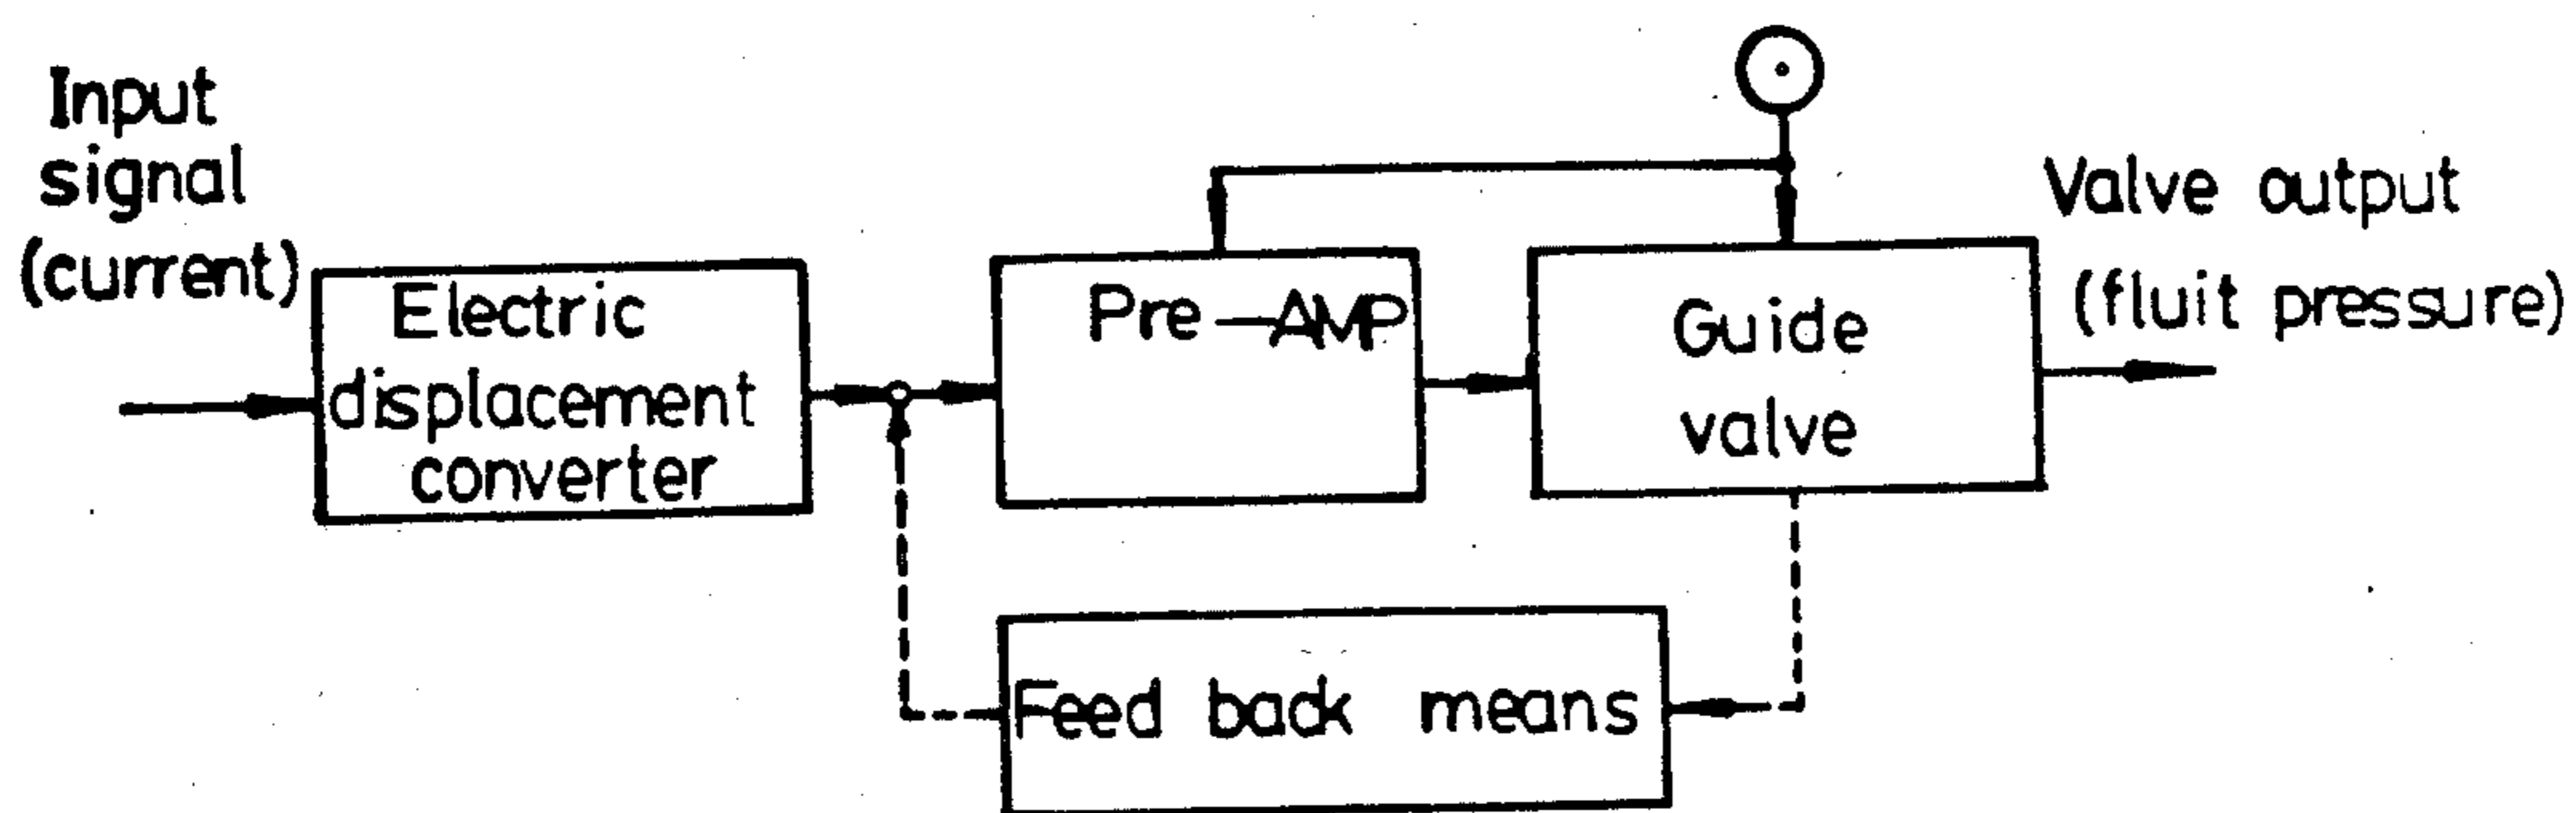 Input
signal
(current)
Electric
displacement
converter
Pre-AMP
Guide
valve
Valve output
(fluit pressure)
Feed back means